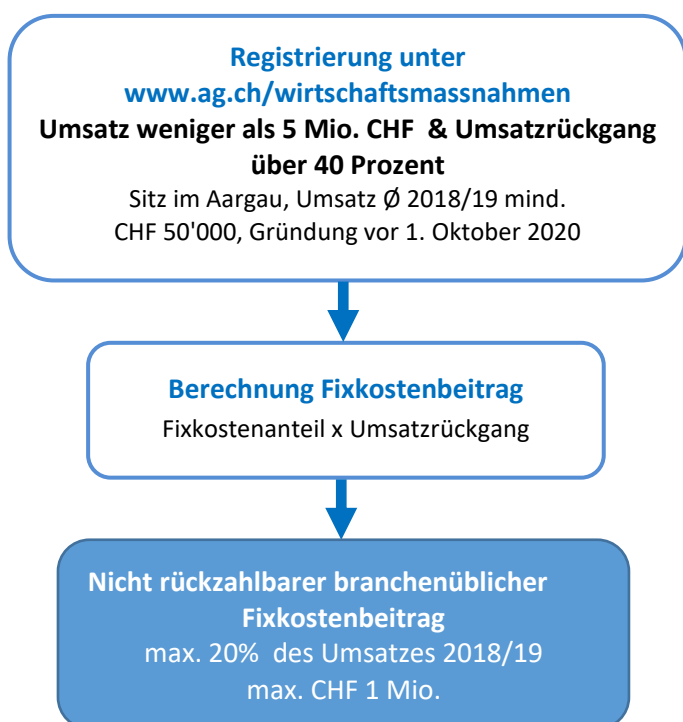 Registrierung unter
www.ag.ch/wirtschaftsmassnahmen
Umsatz weniger als 5 Mio. CHF & Umsatzrückgang
über 40 Prozent
Sitz im Aargau, Umsatz Ø 2018/19 mind.
CHF 50'000, Gründung vor 1. Oktober 2020
Berechnung Fixkostenbeitrag
Fixkostenanteil x Umsatzrückgang
Nicht rückzahlbarer branchenüblicher
Fixkostenbeitrag
max. 20% des Umsatzes 2018/19
max. CHF 1 Mio.